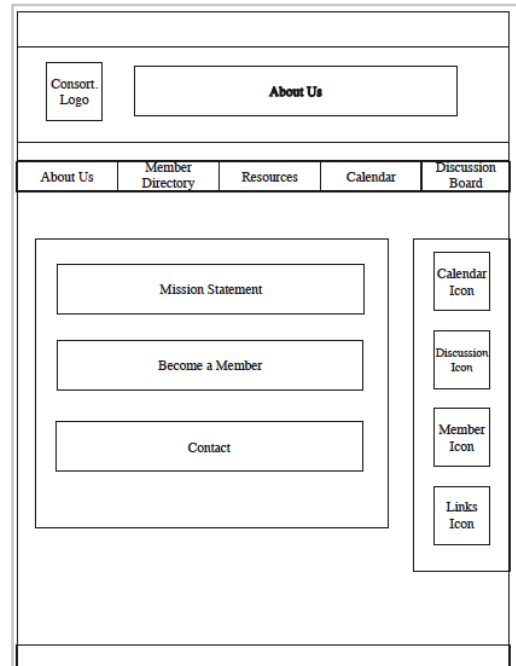 Consort.
Logo
About Us
About Us
Member
Directory
Resources
Calendar
Discussion
Board
Mission Statement
Become a Member
Contact
Calendar
Icon
Discussion
Icon
Member
Icon
Links
Icon